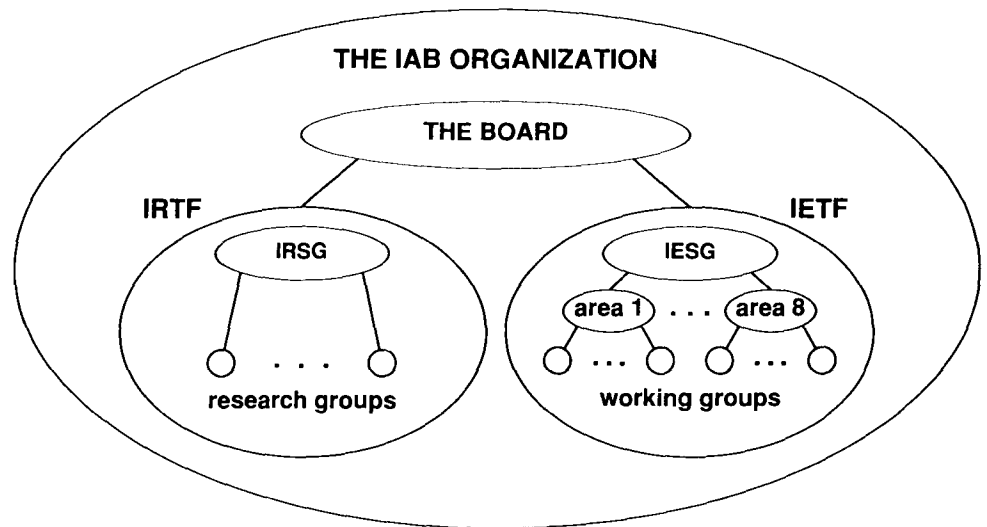 THE IAB ORGANIZATION
THE BOARD
IRTF
IETF
IRSG
IESG
area 1 . . . area 8
. . .
... ...
research groups
working groups